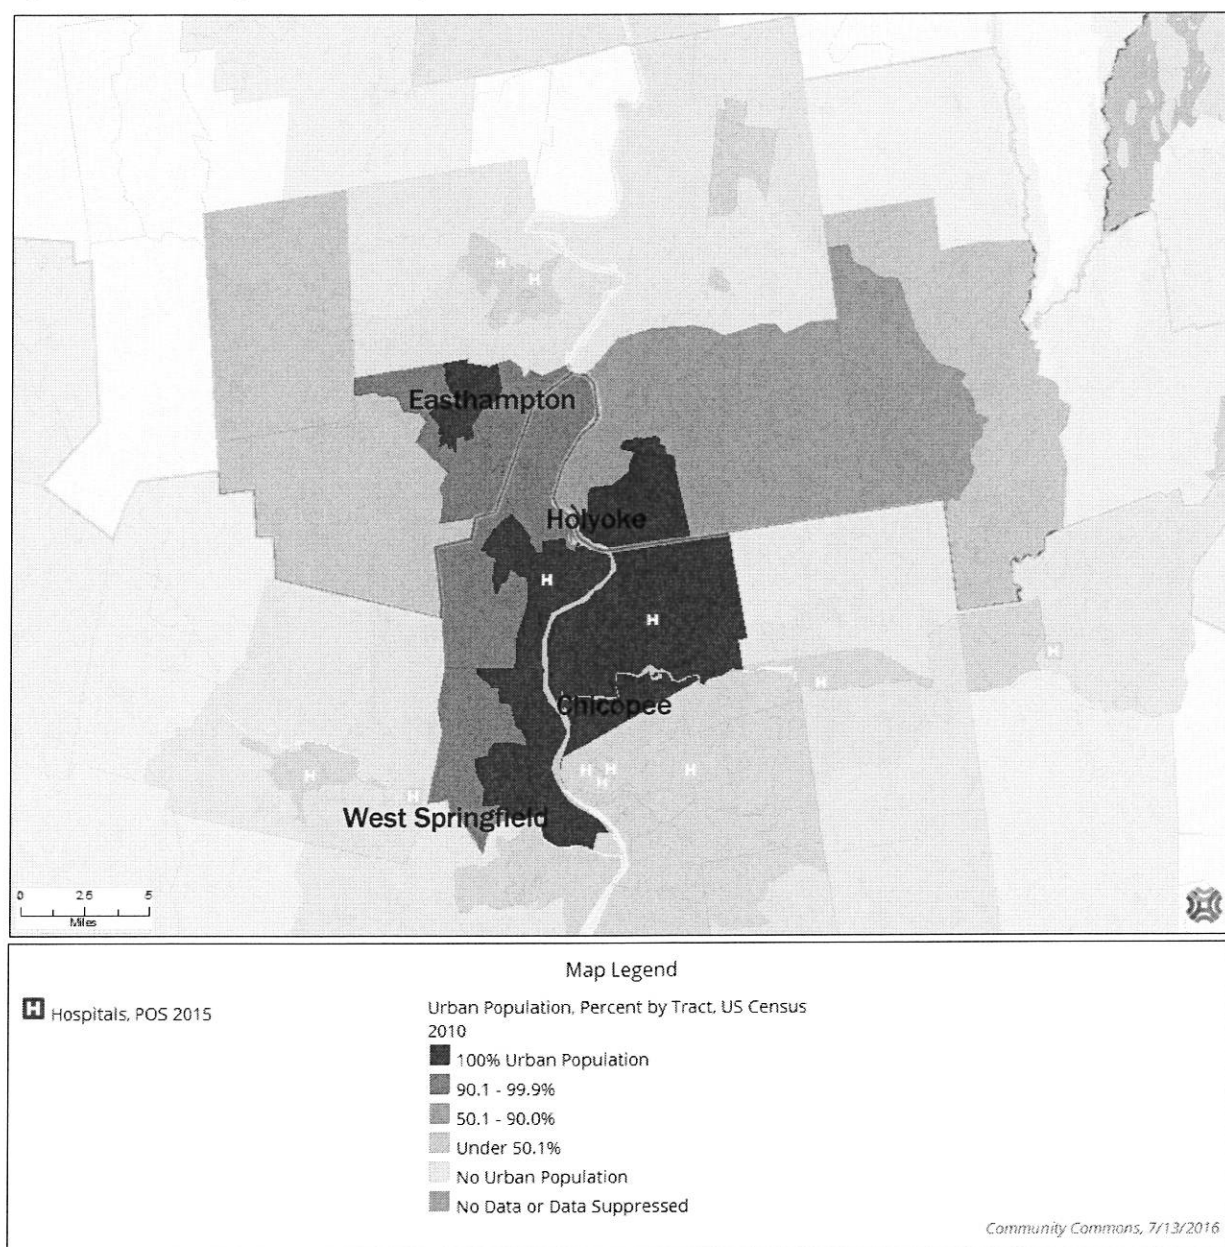 H
H
Easthampton
Holyoke
H
H
H
H
Chicopee
H
H
H
H
H
H
West Springfield
0 2.5 5
Miles
Map Legend
H Hospitals, POS 2015
Urban Population, Percent by Tract, US Census
2010
100% Urban Population
90.1 - 99.9%
50.1 - 90.0%
Under 50.1%
No Urban Population
No Data or Data Suppressed
Community Commons, 7/13/2016